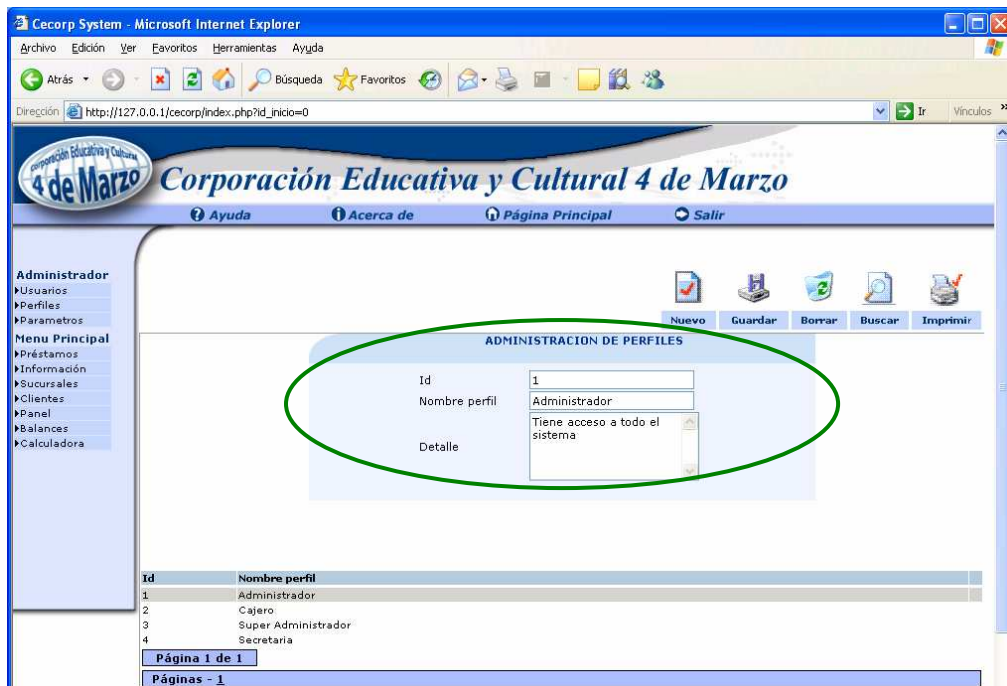 Cecorp System - Microsoft Internet Explorer
Archivo Edición Ver Favoritos Herramientas Ayuda
Atrás Búsqueda Favoritos
Dirección http://127.0.0.1/cecorp/index.php?id_inicio=0 Ir Vínculos »
Corporación Educativa y Cultural
4 de Marzo
Corporación Educativa y Cultural 4 de Marzo
Ayuda Acerca de Página Principal Salir
Administrador
Usuarios
Perfiles
Parametros
Menu Principal
Préstamos
Información
Sucursales
Clientes
Panel
Balances
Calculadora
Nuevo Guardar Borrar Buscar Imprimir
ADMINISTRACION DE PERFILES
Id 1
Nombre perfil Administrador
Detalle Tiene acceso a todo el
sistema
Id Nombre perfil
1 Administrador
2 Cajero
3 Super Administrador
4 Secretaria
Página 1 de 1
Páginas - 1